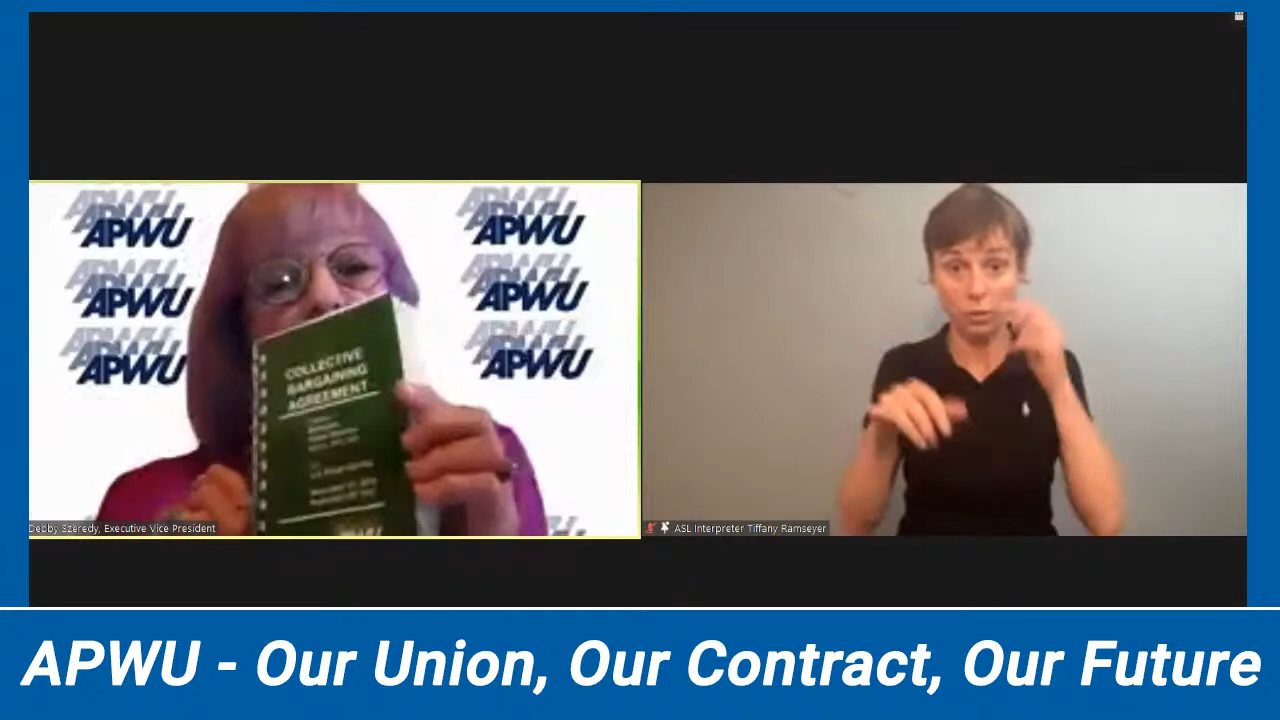 APWU
APWU
APWU
APWU
APWU
APWU
COLLECTIVE
BARGAINING
AGREEMENT
Debby Szeredy, Executive Vice President
ASL Interpreter Tiffany Ramseyer
APWU - Our Union, Our Contract, Our Future